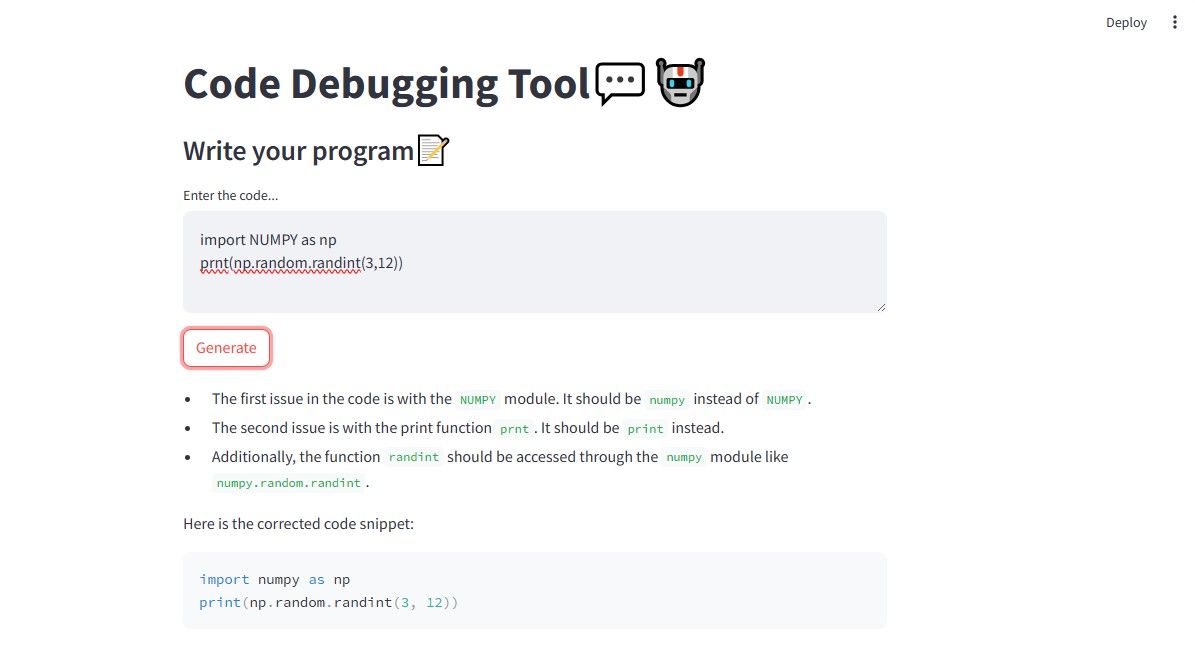 Deploy
Code Debugging Tool
Write your program
Enter the code...
import NUMPY as np
prnt(np.random.randint(3,12))
Generate
• The first issue in the code is with the NUMPY module. It should be numpy instead of NUMPY .
• The second issue is with the print function prnt . It should be print instead.
• Additionally, the function randint should be accessed through the numpy module like
numpy.random.randint .
Here is the corrected code snippet:
import numpy as np
print(np.random.randint(3, 12))